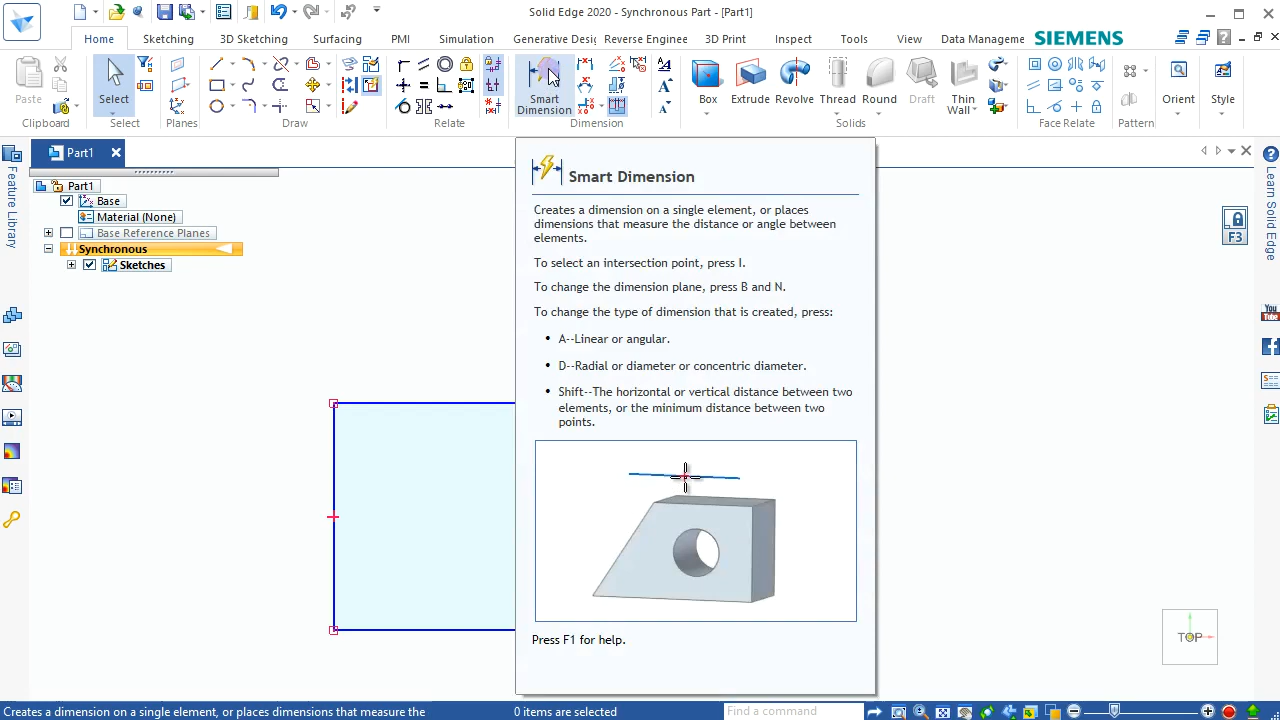 Solid Edge 2020 - Synchronous Part - [Part1]
Home
Sketching
3D Sketching
Surfacing
PMI
Simulation
Generative Desig
Reverse Enginee
3D Print
Inspect
Tools
View
Data Manageme
SIEMENS
Paste
Select
Smart
Dimension
Box
Extrude
Revolve
Thread
Round
Draft
Thin
Wall
Orient
Style
Clipboard
Select
Planes
Draw
Relate
Dimension
Solids
Face Relate
Pattern
Part1
Part1
Base
Material (None)
Base Reference Planes
Synchronous
Sketches
Feature Library
Smart Dimension
Creates a dimension on a single element, or places
dimensions that measure the distance or angle between
elements.
To select an intersection point, press I.
To change the dimension plane, press B and N.
To change the type of dimension that is created, press:
• A--Linear or angular.
• D--Radial or diameter or concentric diameter.
• Shift--The horizontal or vertical distance between two
elements, or the minimum distance between two
points.
Press F1 for help.
F3
Learn Solid Edge
You
Tube
TOP
Creates a dimension on a single element, or places dimensions that measure the
0 items are selected
Find a command